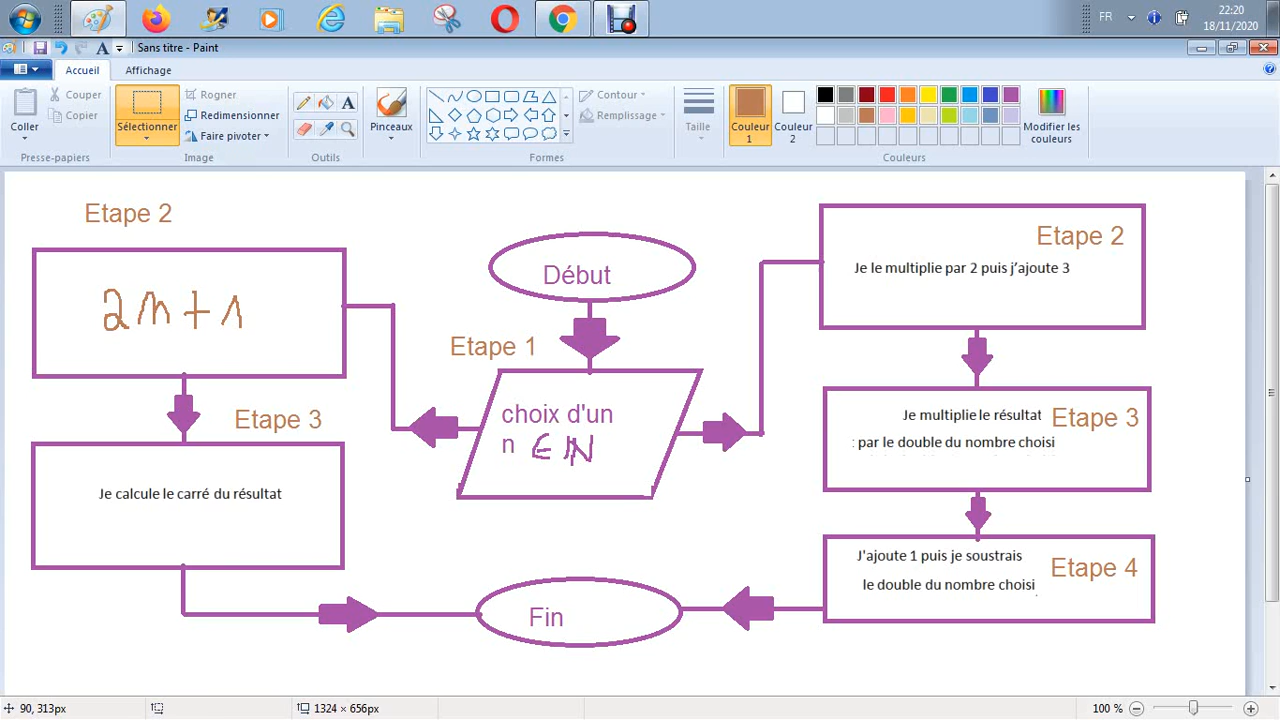 FR
22:20
18/11/2020
Sans titre - Paint
Accueil
Affichage
Coller
Couper
Copier
Presse-papiers
Sélectionner
Rogner
Redimensionner
Faire pivoter
Image
Outils
Pinceaux
Contour
Remplissage
Formes
Taille
Couleur 1
Couleur 2
Modifier les couleurs
Couleurs
Etape 2
2n + 1
Etape 3
Je calcule le carré du résultat
Début
Etape 1
choix d'un
n ∈ ℕ
Fin
Etape 2
Je le multiplie par 2 puis j'ajoute 3
Je multiplie le résultat
Etape 3
: par le double du nombre choisi
J'ajoute 1 puis je soustrais
Etape 4
le double du nombre choisi
90, 313px
1324 × 656px
100 %